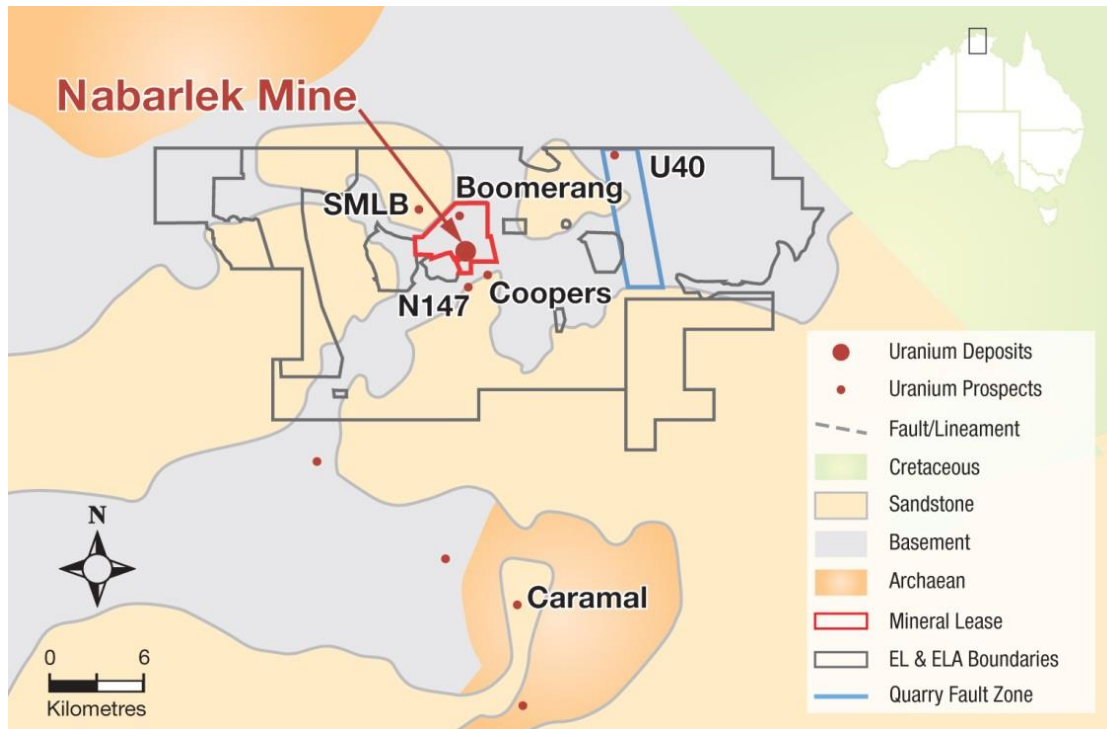 Nabarlek Mine
U40
Boomerang
SMLB
Coopers
N147
Caramal
N
0 6
Kilometres
Uranium Deposits
Uranium Prospects
Fault/Lineament
Cretaceous
Sandstone
Basement
Archaean
Mineral Lease
EL & ELA Boundaries
Quarry Fault Zone